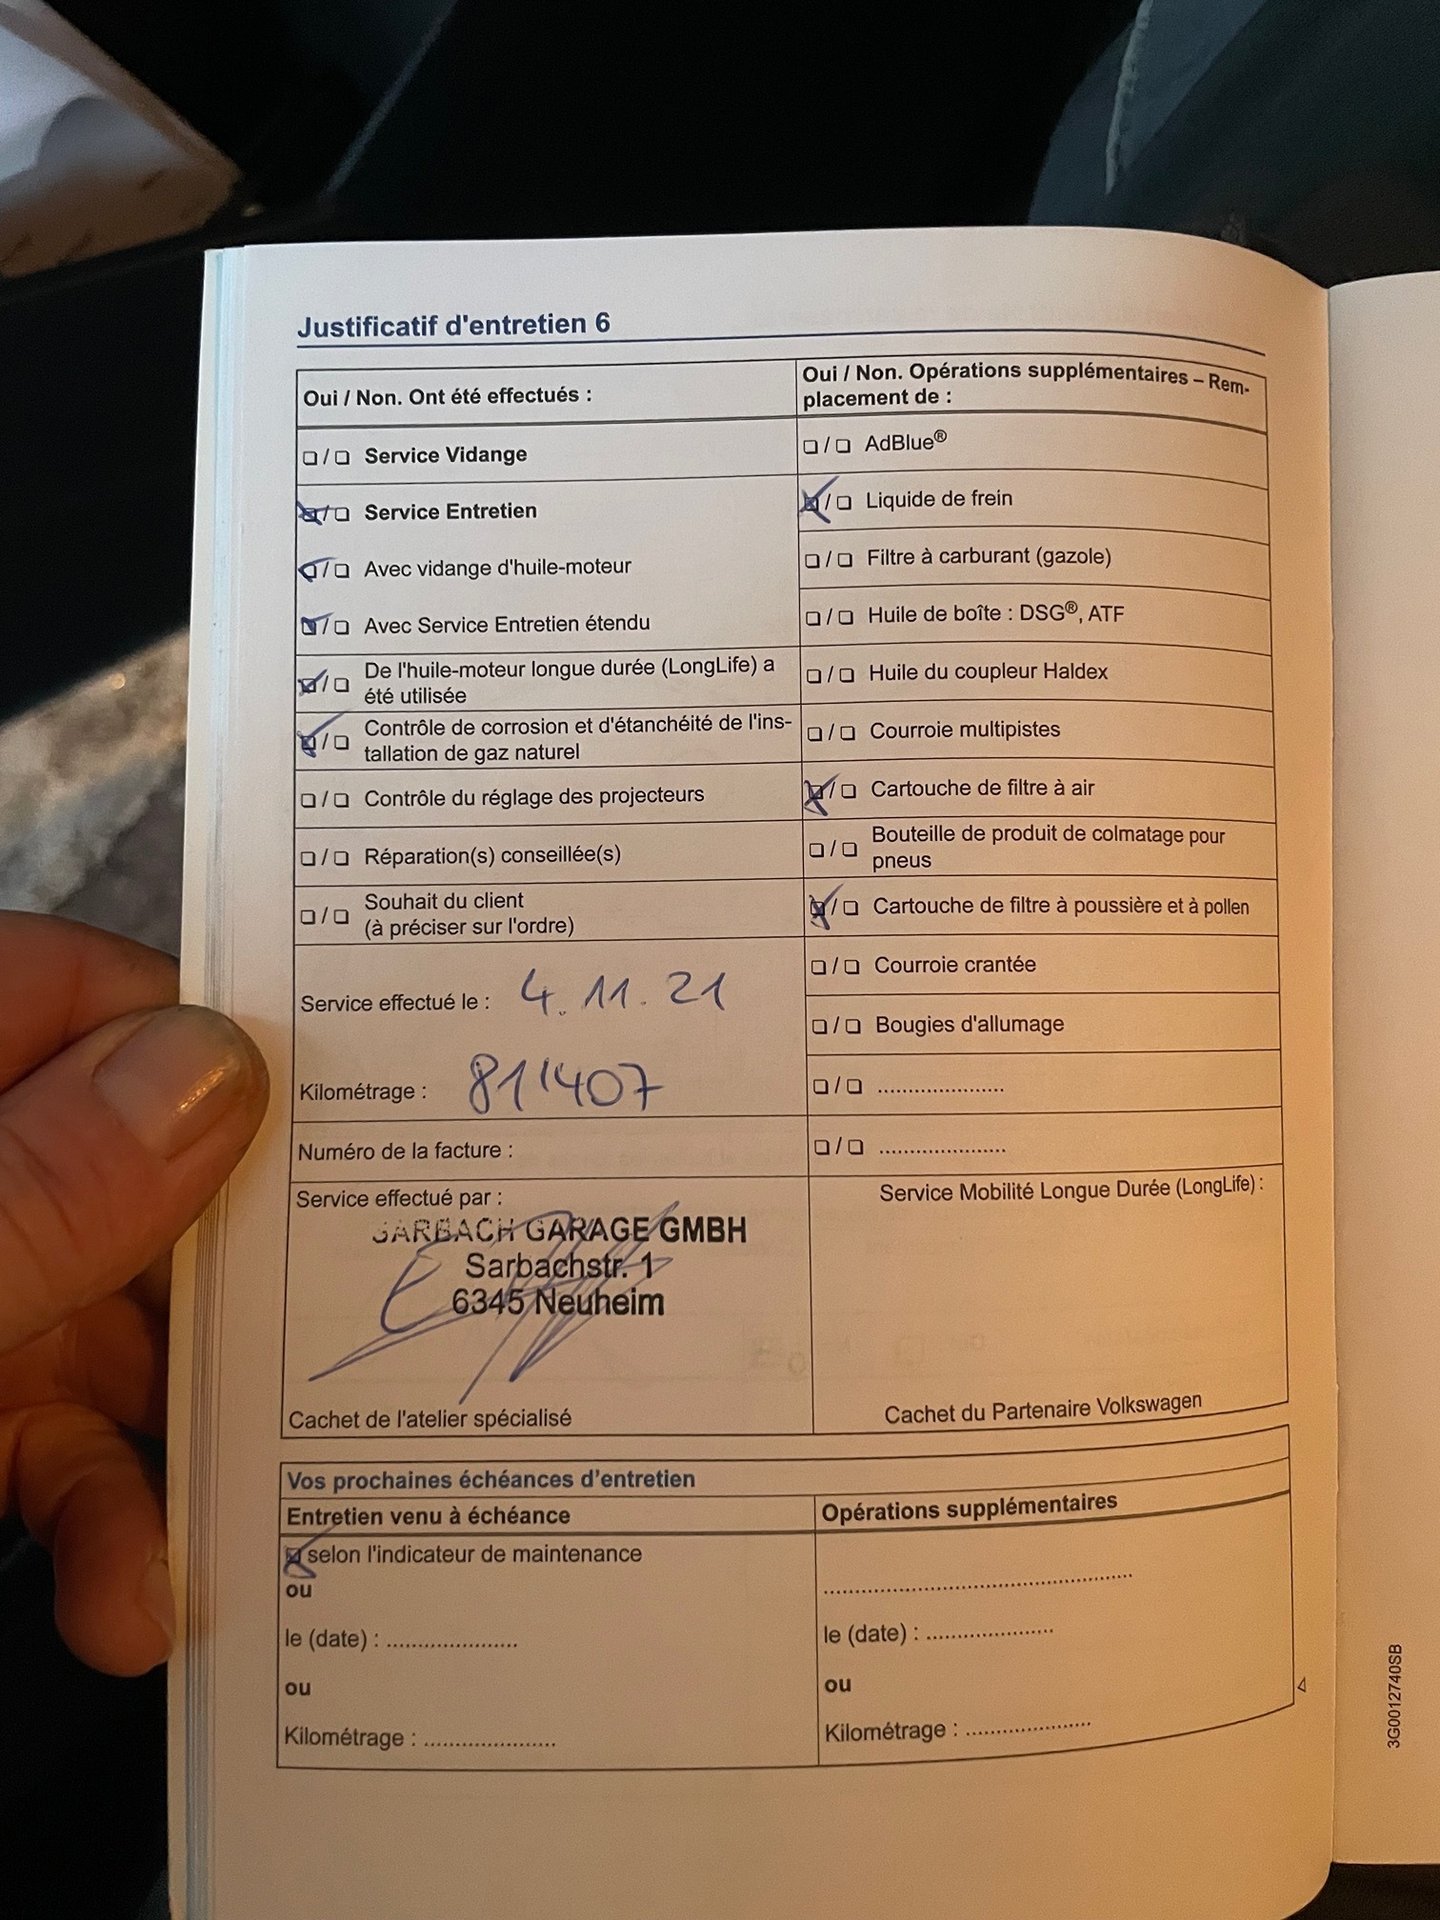 Justificatif d'entretien 6
Oui / Non. Ont été effectués :
❏ / ❏ Service Vidange
☒ / ❏ Service Entretien
☑ / ❏ Avec vidange d'huile-moteur
☑ / ❏ Avec Service Entretien étendu
☑ / ❏ De l'huile-moteur longue durée (LongLife) a
été utilisée
☑ / ❏ Contrôle de corrosion et d'étanchéité de l'ins-
tallation de gaz naturel
❏ / ❏ Contrôle du réglage des projecteurs
❏ / ❏ Réparation(s) conseillée(s)
❏ / ❏ Souhait du client
(à préciser sur l'ordre)
Service effectué le : 4.11.21
Kilométrage : 81'407
Numéro de la facture :
Service effectué par :
SARBACH GARAGE GMBH
Sarbachstr. 1
6345 Neuheim
Cachet de l'atelier spécialisé
Oui / Non. Opérations supplémentaires – Rem-
placement de :
❏ / ❏ AdBlue®
☒ / ❏ Liquide de frein
❏ / ❏ Filtre à carburant (gazole)
❏ / ❏ Huile de boîte : DSG®, ATF
❏ / ❏ Huile du coupleur Haldex
❏ / ❏ Courroie multipistes
☒ / ❏ Cartouche de filtre à air
❏ / ❏ Bouteille de produit de colmatage pour
pneus
☒ / ❏ Cartouche de filtre à poussière et à pollen
❏ / ❏ Courroie crantée
❏ / ❏ Bougies d'allumage
❏ / ❏ .....................
❏ / ❏ .....................
Service Mobilité Longue Durée (LongLife) :
Cachet du Partenaire Volkswagen
Vos prochaines échéances d'entretien
Entretien venu à échéance
☒ selon l'indicateur de maintenance
ou
le (date) : .....................
ou
Kilométrage : .....................
Opérations supplémentaires
..................................................
le (date) : .....................
ou
Kilométrage : .....................
3G0012740SB